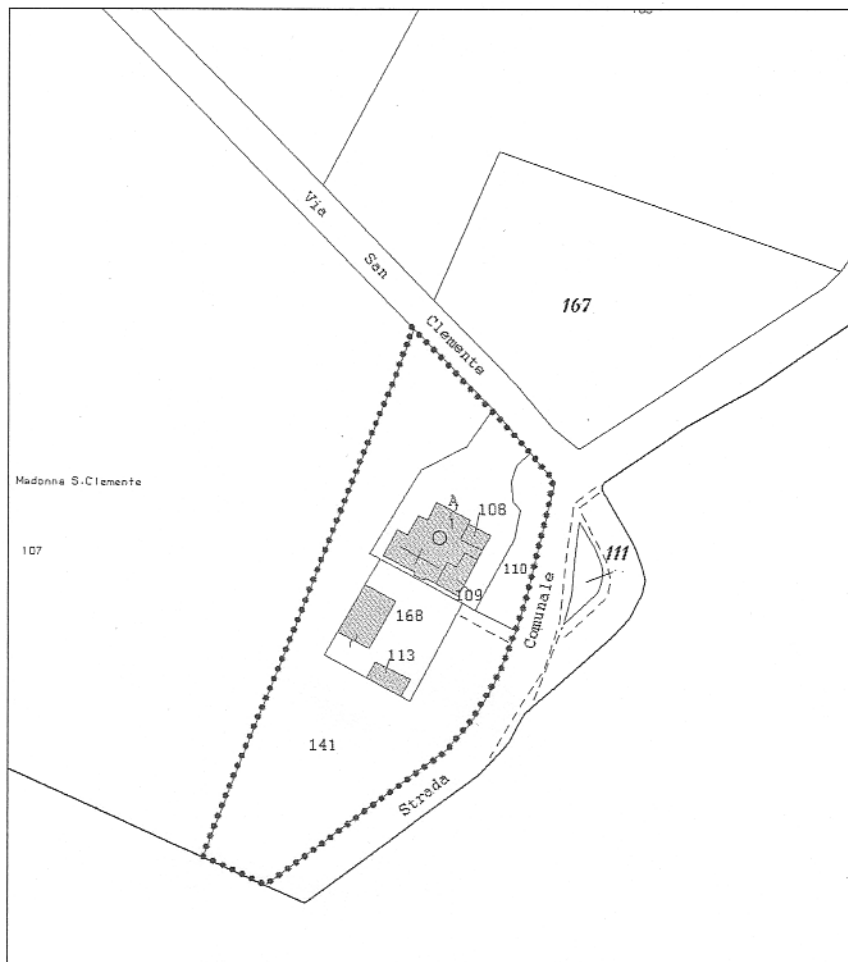 Via
San
Clemente
167
Madonna S.Clemente
A
108
107
111
110
Comunale
109
168
113
141
Strada